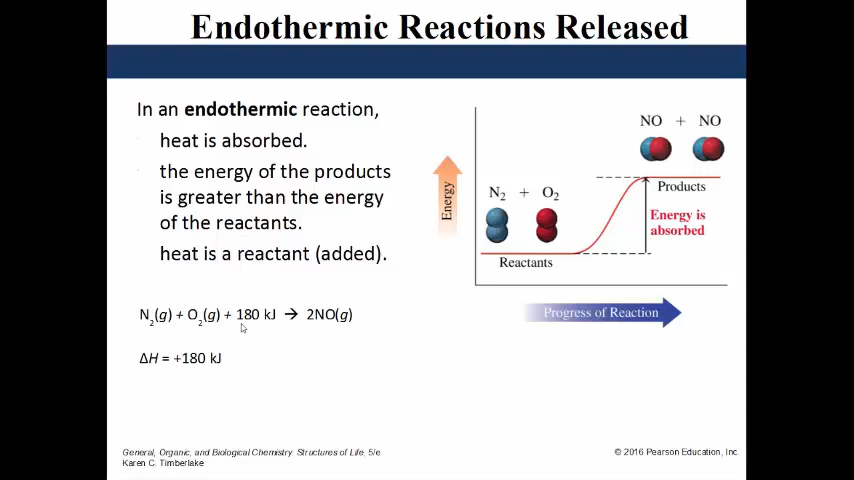 Endothermic Reactions Released
In an endothermic reaction,
heat is absorbed.
the energy of the products
is greater than the energy
of the reactants.
heat is a reactant (added).
N2(g) + O2(g) + 180 kJ → 2NO(g)
ΔH = +180 kJ
Energy
NO + NO
N2 + O2
Products
Energy is
absorbed
Reactants
Progress of Reaction
General, Organic, and Biological Chemistry: Structures of Life, 5/e
Karen C. Timberlake
© 2016 Pearson Education, Inc.